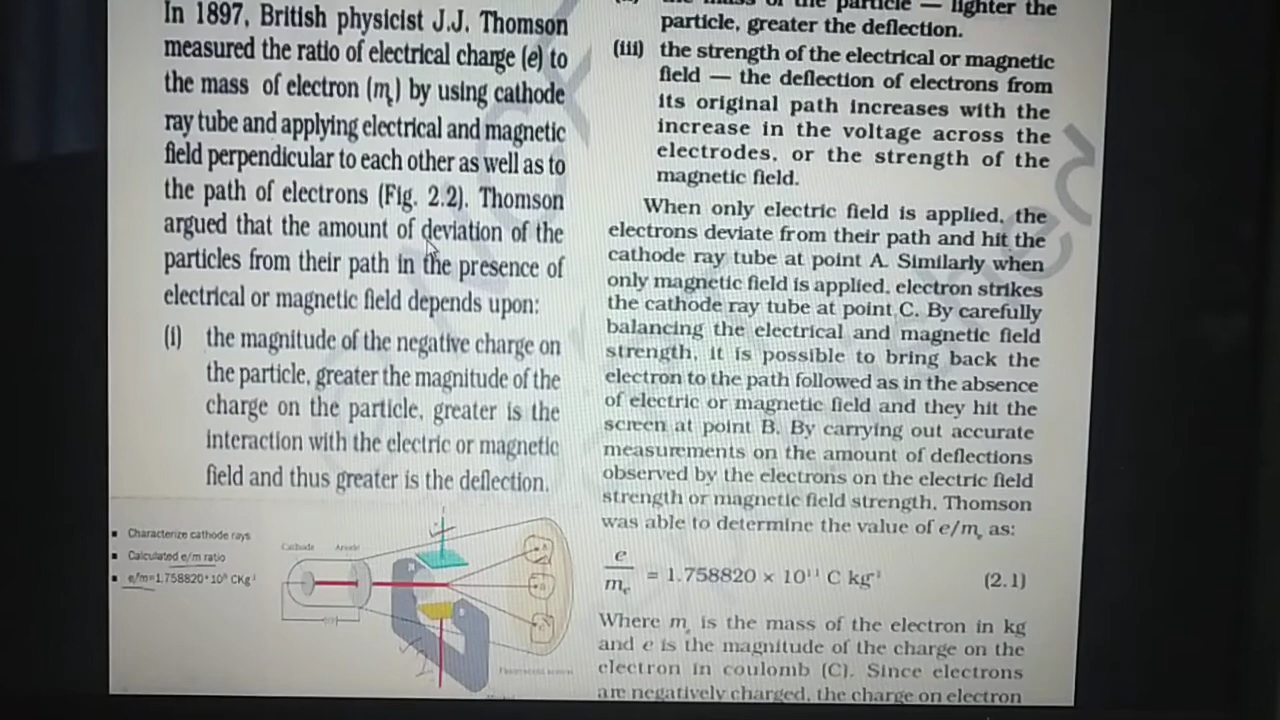 In 1897, British physicist J.J. Thomson
measured the ratio of electrical charge (e) to
the mass of electron (mₑ) by using cathode
ray tube and applying electrical and magnetic
field perpendicular to each other as well as to
the path of electrons (Fig. 2.2). Thomson
argued that the amount of deviation of the
particles from their path in the presence of
electrical or magnetic field depends upon:
(i) the magnitude of the negative charge on
the particle, greater the magnitude of the
charge on the particle, greater is the
interaction with the electric or magnetic
field and thus greater is the deflection.
▪ Characterize cathode rays
▪ Calculated e/m ratio
▪ e/m=1.758820*10
CKg
Cathode
Anode
N
A
B
C
Fluorescent screen
the mass of the particle — lighter the
particle, greater the deflection.
(iii) the strength of the electrical or magnetic
field — the deflection of electrons from
its original path increases with the
increase in the voltage across the
electrodes, or the strength of the
magnetic field.
When only electric field is applied, the
electrons deviate from their path and hit the
cathode ray tube at point A. Similarly when
only magnetic field is applied, electron strikes
the cathode ray tube at point C. By carefully
balancing the electrical and magnetic field
strength, it is possible to bring back the
electron to the path followed as in the absence
of electric or magnetic field and they hit the
screen at point B. By carrying out accurate
measurements on the amount of deflections
observed by the electrons on the electric field
strength or magnetic field strength, Thomson
was able to determine the value of e/mₑ as:
e
mₑ
= 1.758820 × 10¹¹ C kg⁻¹ (2.1)
Where mₑ is the mass of the electron in kg
and e is the magnitude of the charge on the
electron in coulomb (C). Since electrons
are negatively charged, the charge on electron